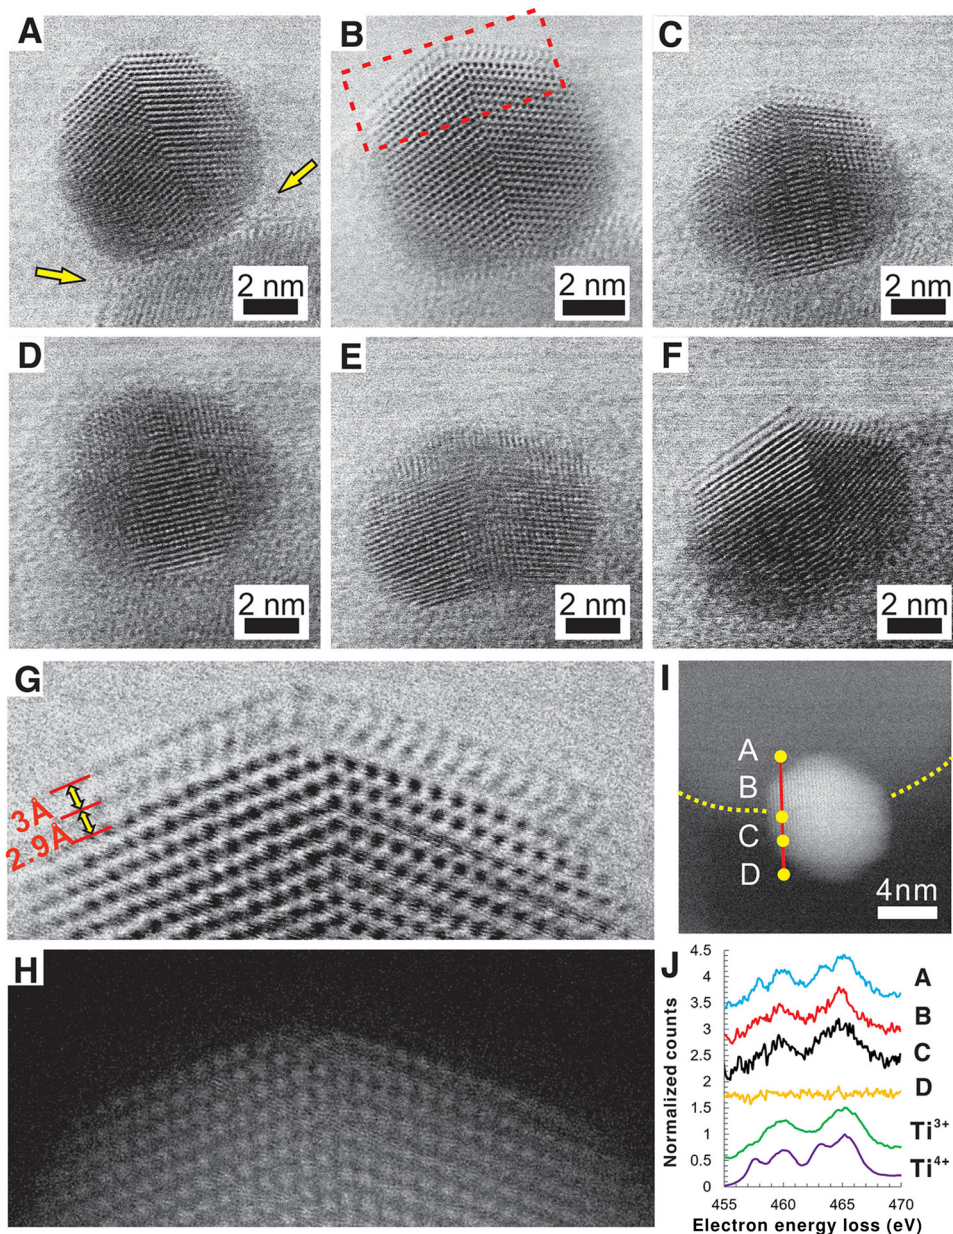 A
2 nm
B
2 nm
C
2 nm
D
2 nm
E
2 nm
F
2 nm
G
3Å
2.9Å
H
I
A
B
C
D
4nm
J
Normalized counts
4.5
4
3.5
3
2.5
2
1.5
1
0.5
0
A
B
C
D
Ti³⁺
Ti⁴⁺
455 460 465 470
Electron energy loss (eV)